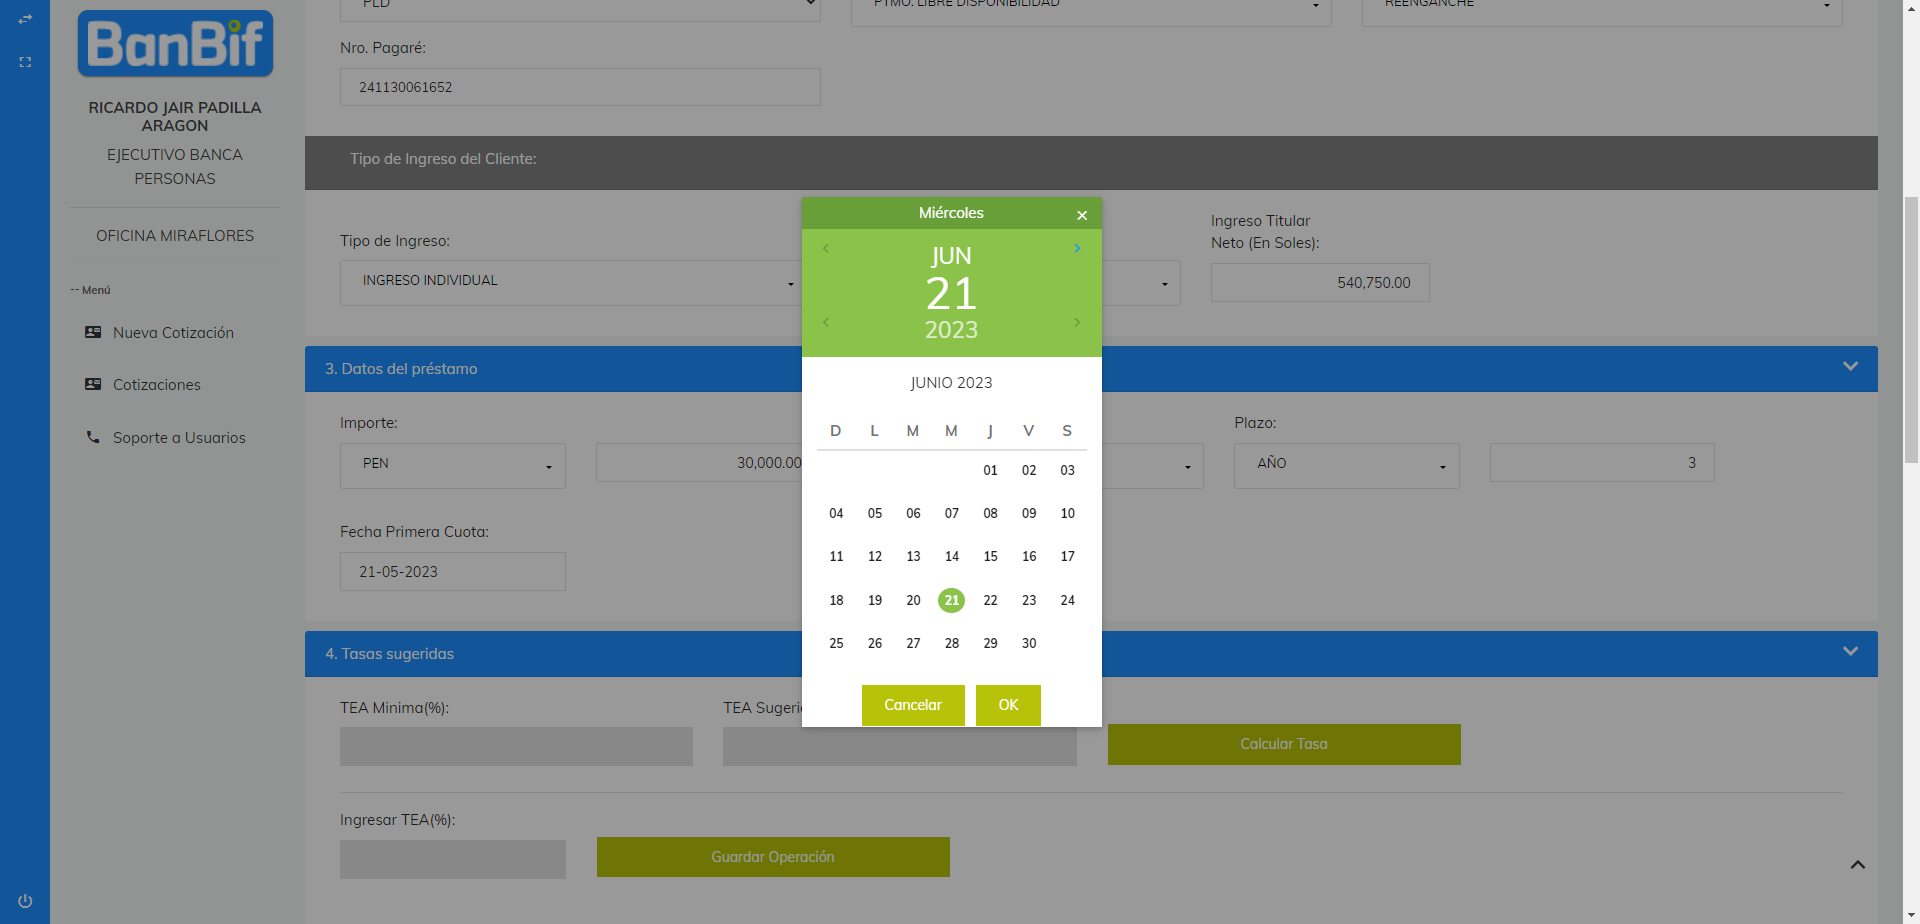 PLD
PTMO. LIBRE DISPONIBILIDAD
REENGANCHE
BanBif
RICARDO JAIR PADILLA
ARAGON
EJECUTIVO BANCA
PERSONAS
OFICINA MIRAFLORES
-- Menú
Nueva Cotización
Cotizaciones
Soporte a Usuarios
Nro. Pagaré:
241130061652
Tipo de Ingreso del Cliente:
Tipo de Ingreso:
INGRESO INDIVIDUAL
Ingreso Titular
Neto (En Soles):
540,750.00
3. Datos del préstamo
Importe:
PEN
30,000.00
Plazo:
AÑO
3
Fecha Primera Cuota:
21-05-2023
4. Tasas sugeridas
TEA Minima(%):
TEA Sugeri
Calcular Tasa
Ingresar TEA(%):
Guardar Operación
Miércoles
×
JUN
21
2023
JUNIO 2023
D L M M J V S
01 02 03
04 05 06 07 08 09 10
11 12 13 14 15 16 17
18 19 20 21 22 23 24
25 26 27 28 29 30
Cancelar OK